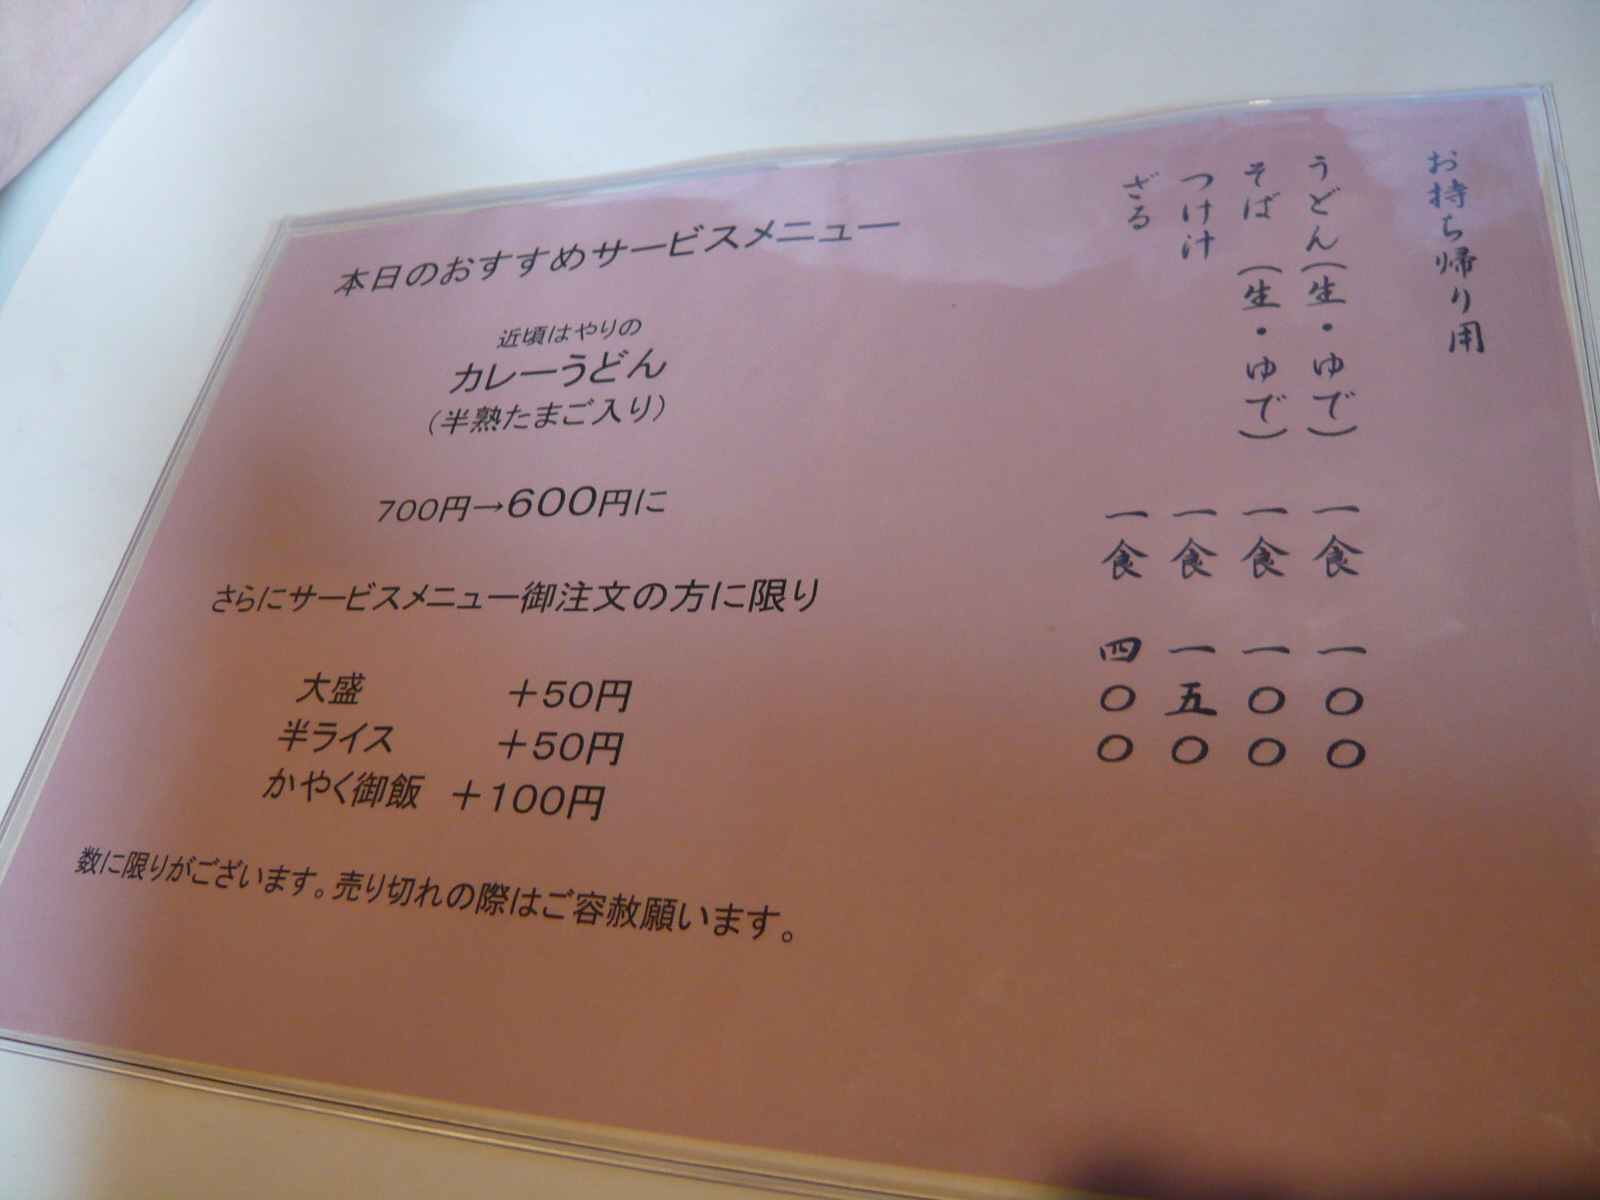 お持ち帰り用
うどん(生・ゆで) 一食 一〇〇
そば(生・ゆで) 一食 一〇〇
つけ汁 一食 一五〇
ざる 一食 四〇〇
本日のおすすめサービスメニュー
近頃はやりの
カレーうどん
(半熟たまご入り)
700円→600円に
さらにサービスメニュー御注文の方に限り
大盛 +50円
半ライス +50円
かやく御飯 +100円
数に限りがございます。売り切れの際はご容赦願います。